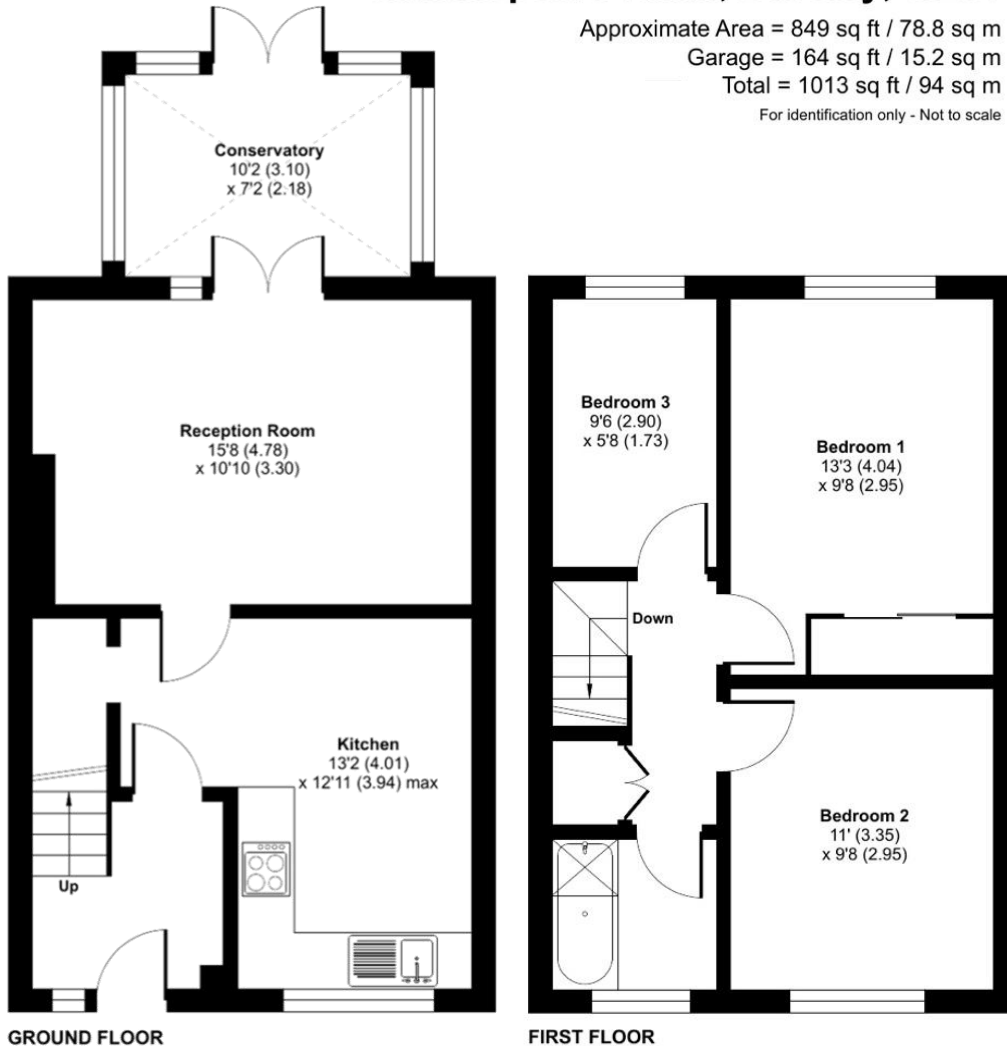 Approximate Area = 849 sq ft / 78.8 sq m
Garage = 164 sq ft / 15.2 sq m
Total = 1013 sq ft / 94 sq m
For identification only - Not to scale
Conservatory
10'2 (3.10)
x 7'2 (2.18)
Reception Room
15'8 (4.78)
x 10'10 (3.30)
Kitchen
13'2 (4.01)
x 12'11 (3.94) max
Up
GROUND FLOOR
Bedroom 3
9'6 (2.90)
x 5'8 (1.73)
Bedroom 1
13'3 (4.04)
x 9'8 (2.95)
Down
Bedroom 2
11' (3.35)
x 9'8 (2.95)
FIRST FLOOR